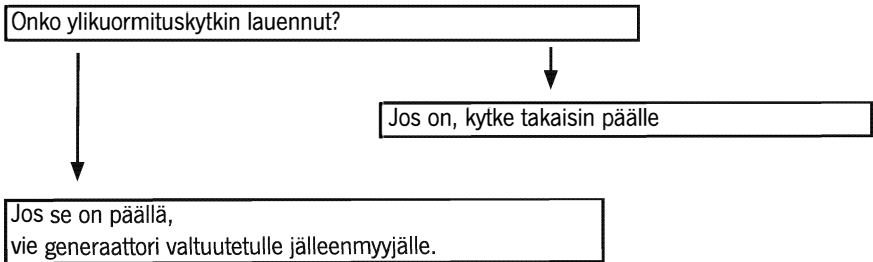 Onko ylikuormituskytkin lauennut?
Jos on, kytke takaisin päälle
Jos se on päällä,
vie generaattori valtuutetulle jälleenmyyjälle.